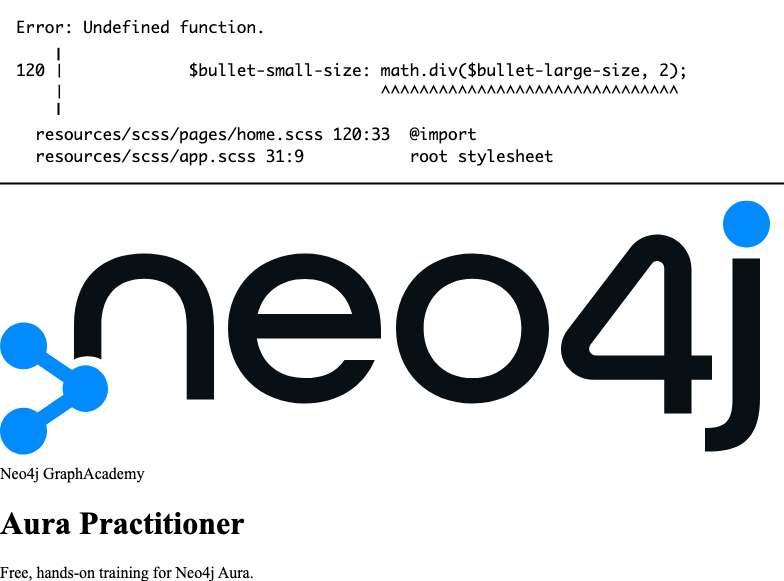 Error: Undefined function.
120 | $bullet-small-size: math.div($bullet-large-size, 2);
| ^^^^^^^^^^^^^^^^^^^^^^^^^^^^^^^
resources/scss/pages/home.scss 120:33 @import
resources/scss/app.scss 31:9 root stylesheet
neo4j
Neo4j GraphAcademy
Aura Practitioner
Free, hands-on training for Neo4j Aura.